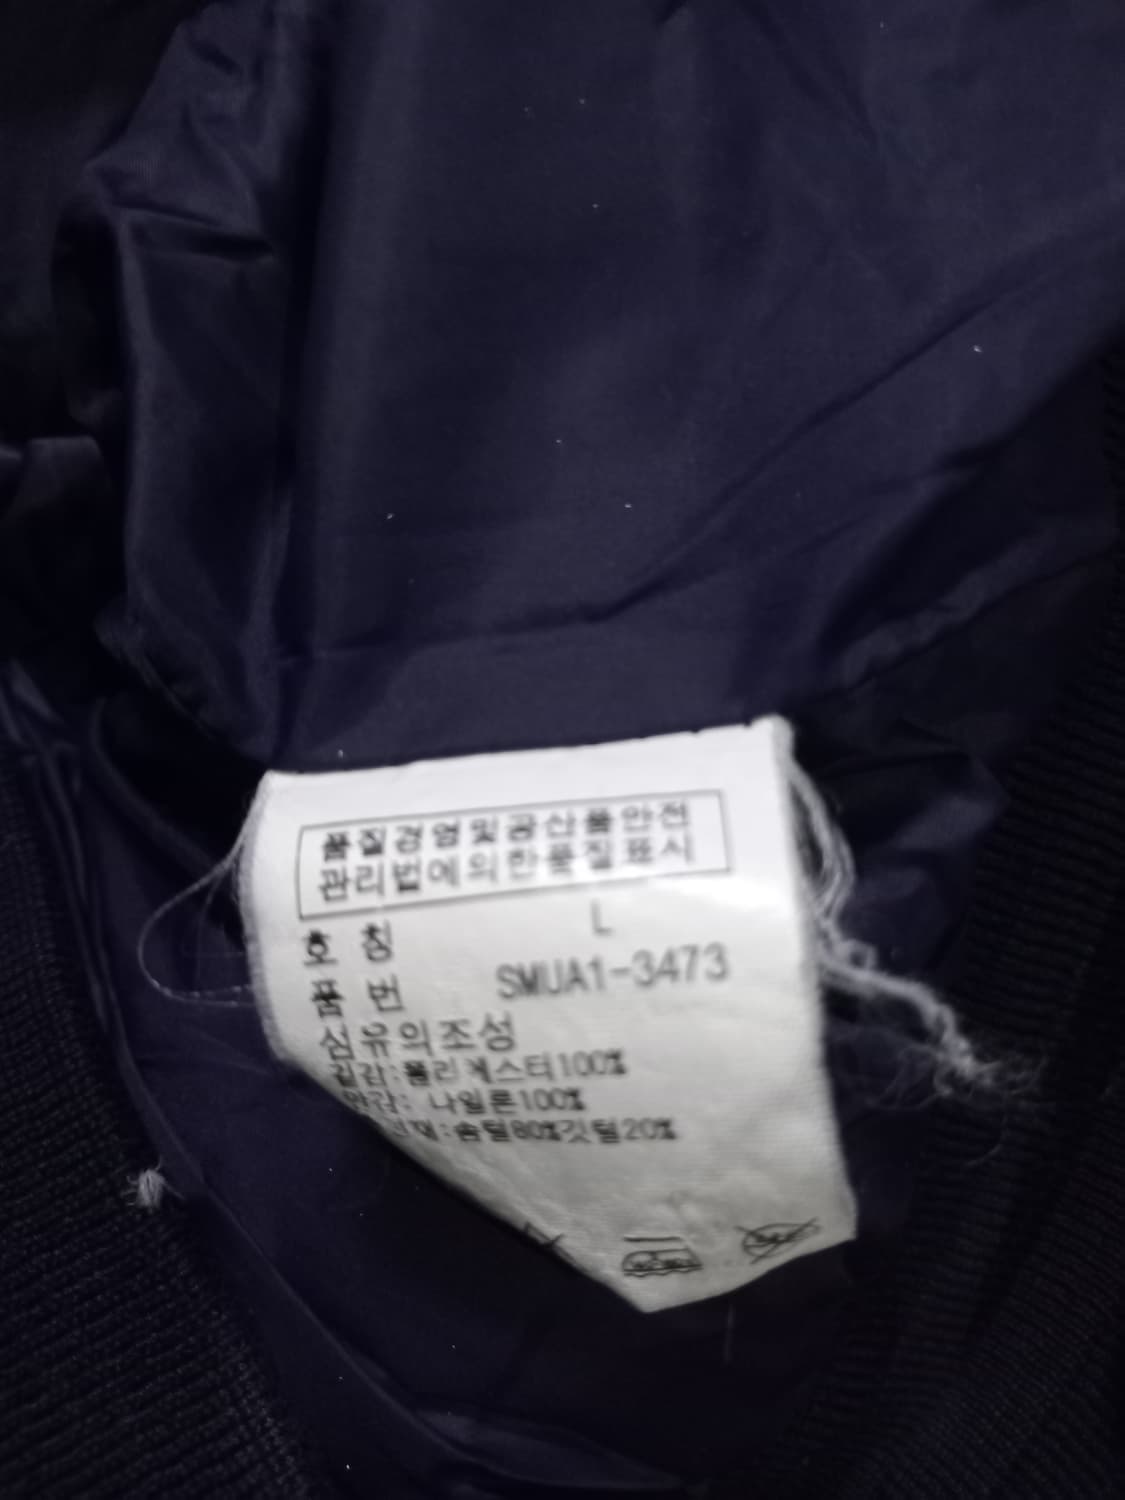 품질경영및공산품안전
관리법에의한품질표시
호 칭 L
품 번 SMUA1-3473
섬유의조성
겉감:폴리에스터100%
안감: 나일론100%
솜털80%깃털20%